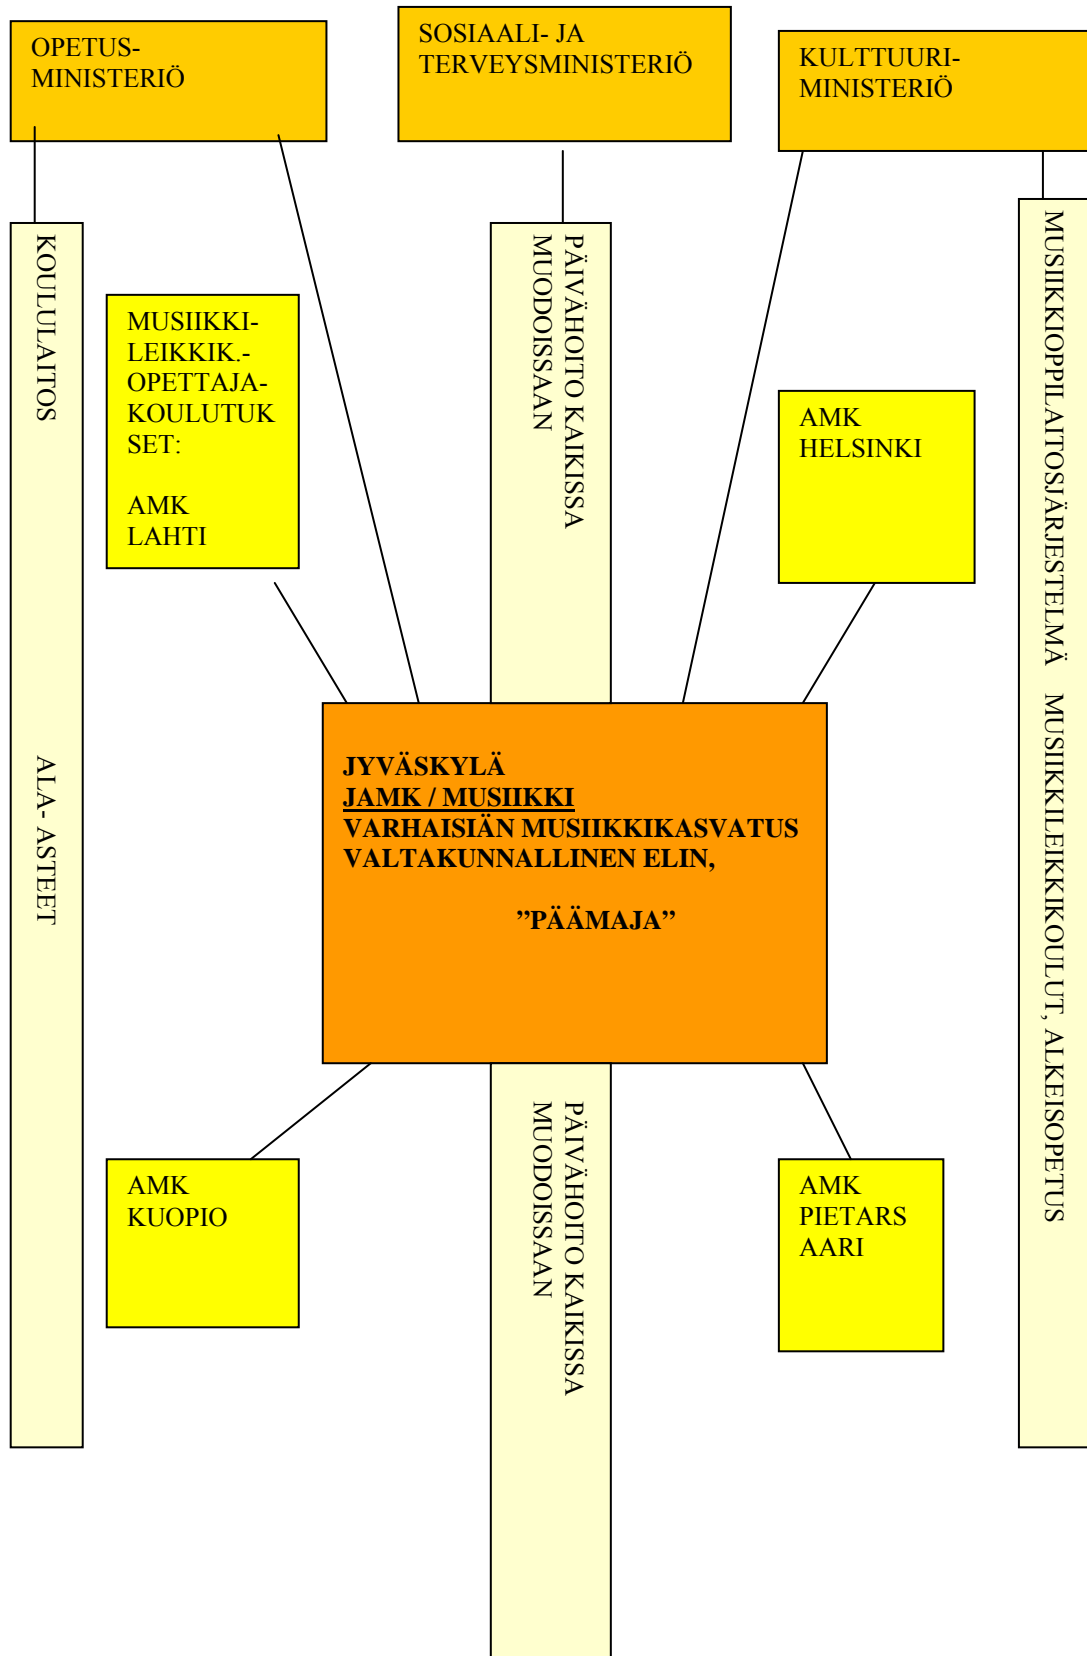 OPETUS-
MINISTERIÖ
SOSIAALI- JA
TERVEYSMINISTERIÖ
KULTTUURI-
MINISTERIÖ
KOULULAITOS
ALA- ASTEET
MUSIIKKI-
LEIKKIK.-
OPETTAJA-
KOULUTUK
SET:
AMK
LAHTI
PÄIVÄHOITO KAIKISSA
MUODOISSAAN
AMK
HELSINKI
MUSIIKKIOPPILAITOSJÄRJESTELMÄ MUSIIKKILEIKKIKOULUT, ALKEISOPETUS
JYVÄSKYLÄ
JAMK / MUSIIKKI
VARHAISIÄN MUSIIKKIKASVATUS
VALTAKUNNALLINEN ELIN,
”PÄÄMAJA”
AMK
KUOPIO
PÄIVÄHOITO KAIKISSA
MUODOISSAAN
AMK
PIETARS
AARI